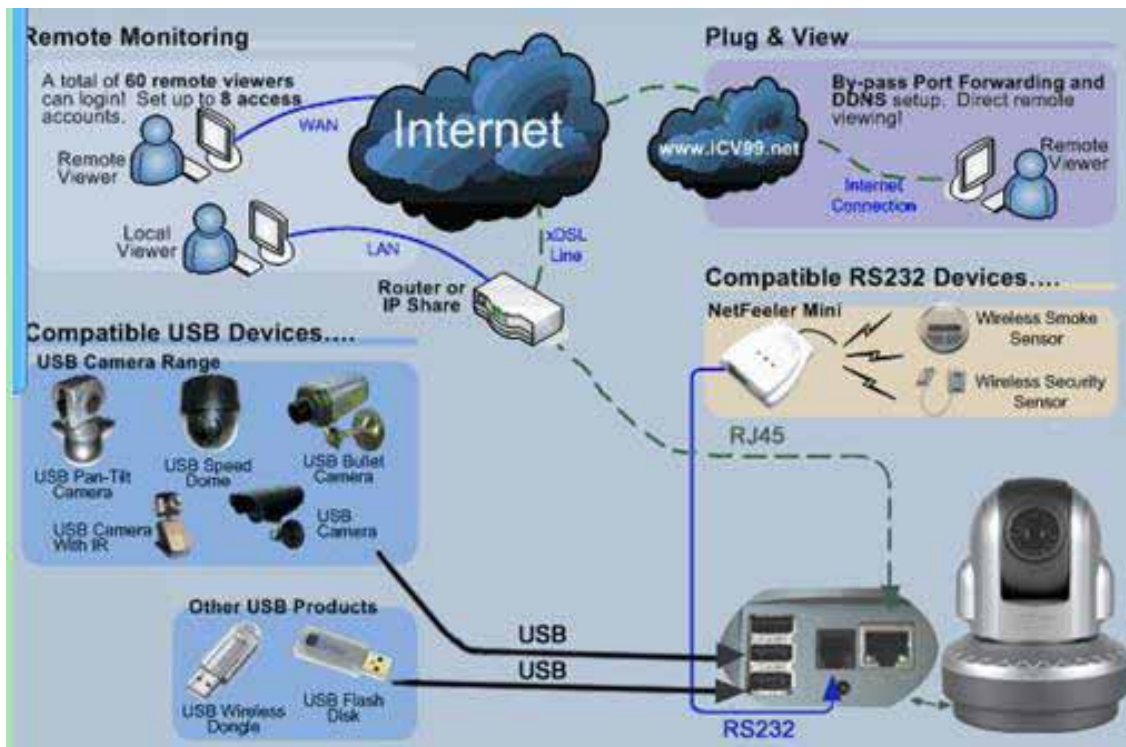 Remote Monitoring
A total of 60 remote viewers
can login! Set up to 8 access
accounts.
WAN
Remote
Viewer
Local
Viewer
LAN
Internet
xDSL
Line
Router or
IP Share
Plug & View
By-pass Port Forwarding and
DDNS setup. Direct remote
viewing!
www.iCV99.net
Remote
Viewer
Internet
Connection
Compatible RS232 Devices....
NetFeeler Mini
Wireless Smoke
Sensor
Wireless Security
Sensor
Compatible USB Devices....
USB Camera Range
USB Pan-Tilt
Camera
USB Speed
Dome
USB Bullet
Camera
USB Camera
With IR
USB
Camera
RJ45
Other USB Products
USB Wireless
Dongle
USB Flash
Disk
USB
USB
RS232